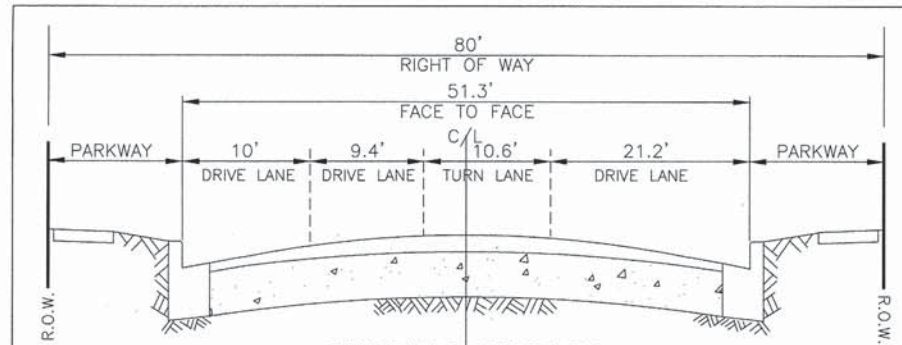 80'
RIGHT OF WAY
51.3'
FACE TO FACE
C/L
PARKWAY 10' 9.4' 10.6' 21.2' PARKWAY
DRIVE LANE DRIVE LANE TURN LANE DRIVE LANE
R.O.W. R.O.W.